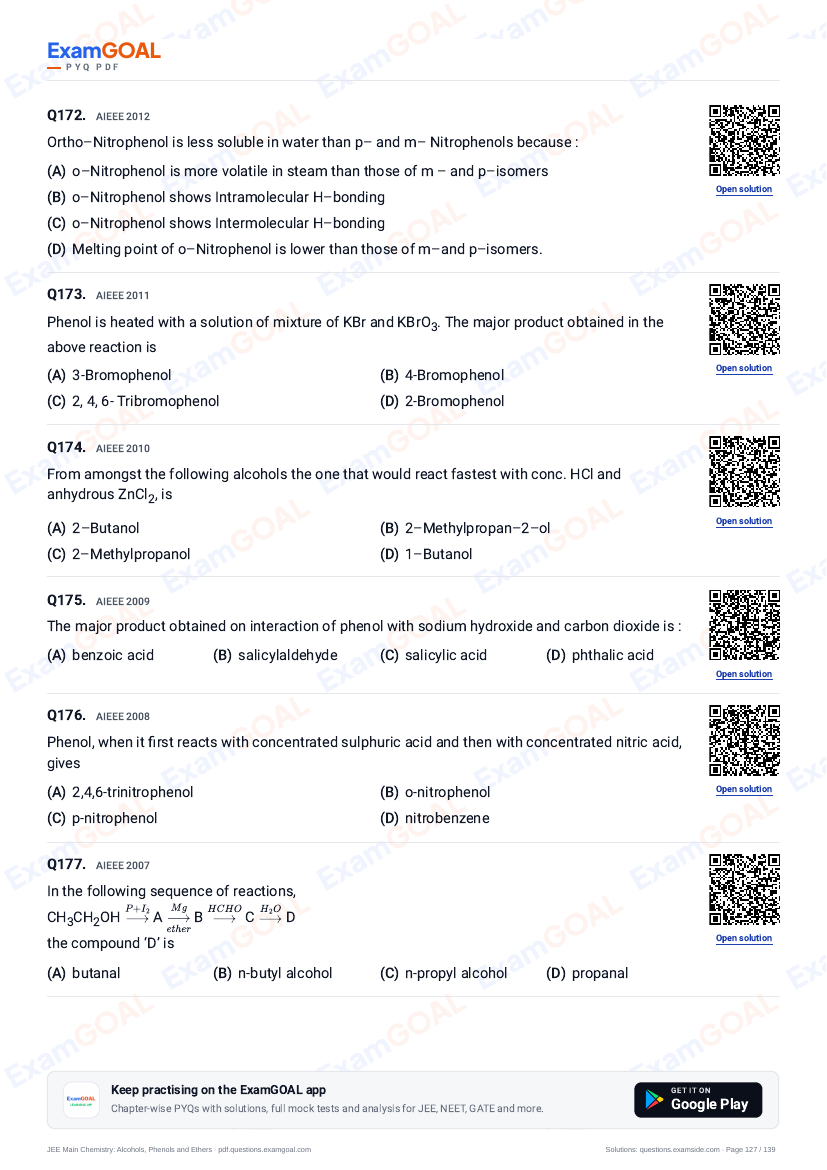 ExamGOAL
PYQ PDF
Q172. AIEEE 2012
Ortho–Nitrophenol is less soluble in water than p– and m– Nitrophenols because :
(A) o–Nitrophenol is more volatile in steam than those of m – and p–isomers
(B) o–Nitrophenol shows Intramolecular H–bonding
(C) o–Nitrophenol shows Intermolecular H–bonding
(D) Melting point of o–Nitrophenol is lower than those of m–and p–isomers.
Open solution
Q173. AIEEE 2011
Phenol is heated with a solution of mixture of KBr and KBrO3. The major product obtained in the
above reaction is
(A) 3-Bromophenol (B) 4-Bromophenol
(C) 2, 4, 6- Tribromophenol (D) 2-Bromophenol
Open solution
Q174. AIEEE 2010
From amongst the following alcohols the one that would react fastest with conc. HCl and
anhydrous ZnCl2, is
(A) 2–Butanol (B) 2–Methylpropan–2–ol
(C) 2–Methylpropanol (D) 1–Butanol
Open solution
Q175. AIEEE 2009
The major product obtained on interaction of phenol with sodium hydroxide and carbon dioxide is :
(A) benzoic acid (B) salicylaldehyde (C) salicylic acid (D) phthalic acid
Open solution
Q176. AIEEE 2008
Phenol, when it first reacts with concentrated sulphuric acid and then with concentrated nitric acid,
gives
(A) 2,4,6-trinitrophenol (B) o-nitrophenol
(C) p-nitrophenol (D) nitrobenzene
Open solution
Q177. AIEEE 2007
In the following sequence of reactions,
CH3CH2OH P+I2 ⟶ A Mg ⟶ ether B HCHO ⟶ C H2O ⟶ D
the compound ‘D’ is
(A) butanal (B) n-butyl alcohol (C) n-propyl alcohol (D) propanal
Open solution
Keep practising on the ExamGOAL app
Chapter-wise PYQs with solutions, full mock tests and analysis for JEE, NEET, GATE and more.
GET IT ON
Google Play
JEE Main Chemistry: Alcohols, Phenols and Ethers · pdf.questions.examgoal.com
Solutions: questions.examside.com · Page 127 / 139